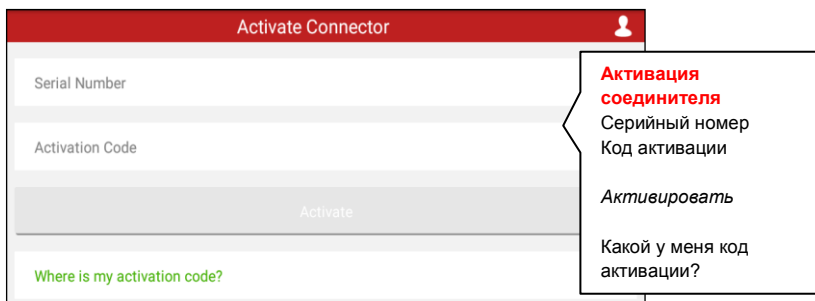 Activate Connector
Serial Number
Activation Code
Activate
Where is my activation code?
Активация
соединителя
Серийный номер
Код активации
Активировать
Какой у меня код
активации?